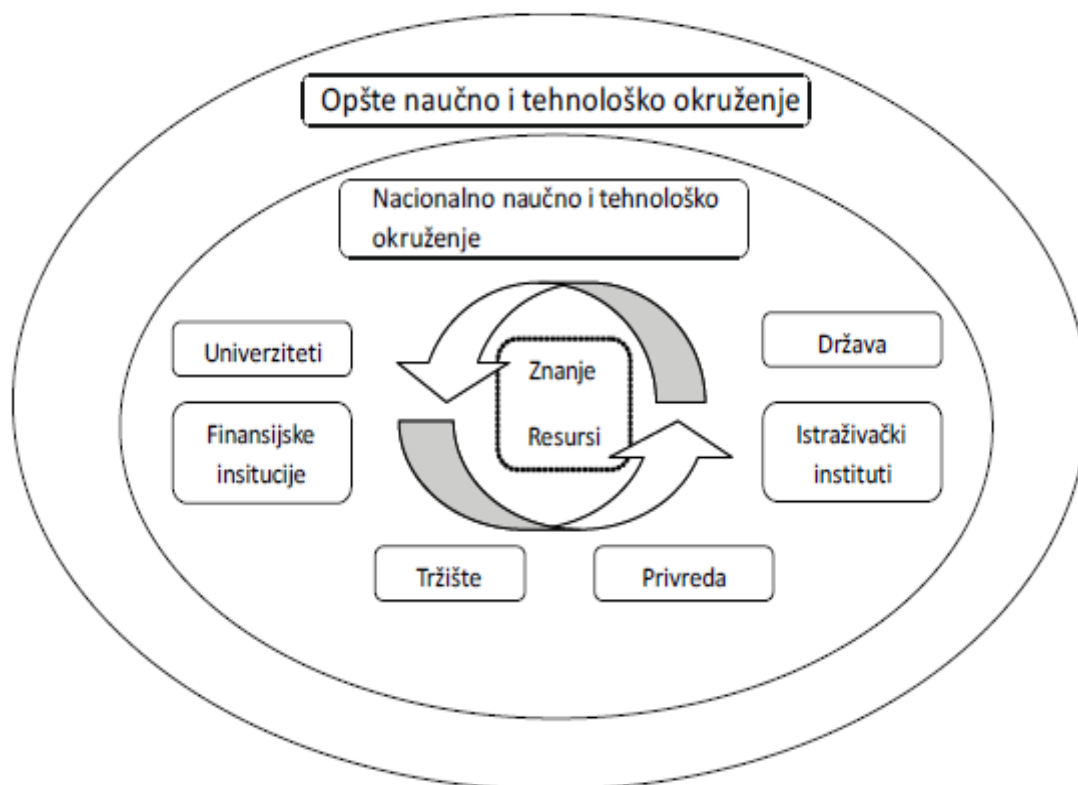 Opšte naučno i tehnološko okruženje
Nacionalno naučno i tehnološko
okruženje
Univerziteti
Finansijske
insitucije
Znanje
Resursi
Država
Istraživački
instituti
Tržište
Privreda